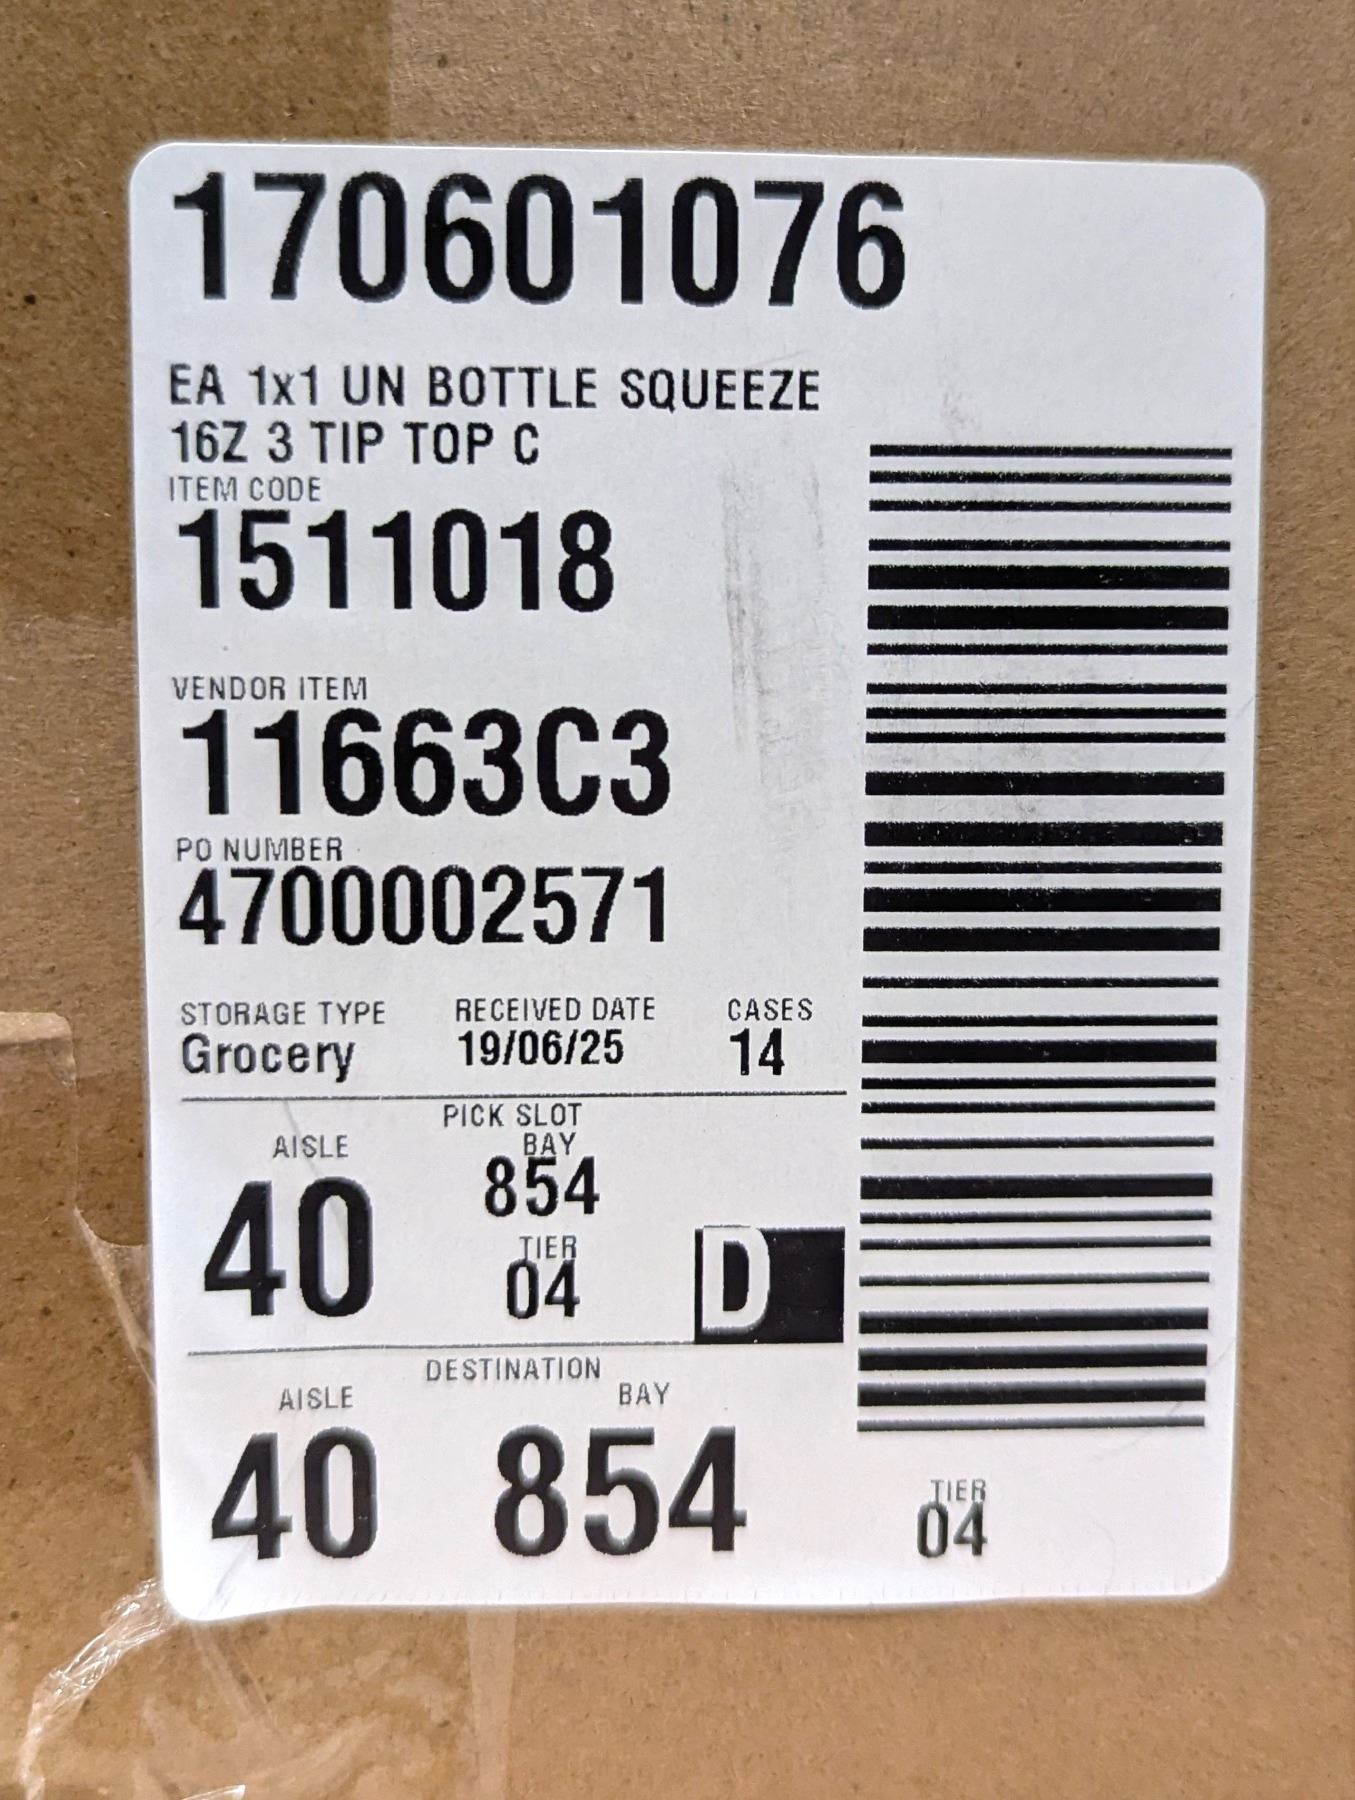 170601076
EA 1x1 UN BOTTLE SQUEEZE
16Z 3 TIP TOP C
ITEM CODE
1511018
VENDOR ITEM
11663C3
PO NUMBER
4700002571
STORAGE TYPE RECEIVED DATE CASES
Grocery 19/06/25 14
PICK SLOT
AISLE BAY
40 854
TIER
04 D
DESTINATION
AISLE BAY
40 854
TIER
04